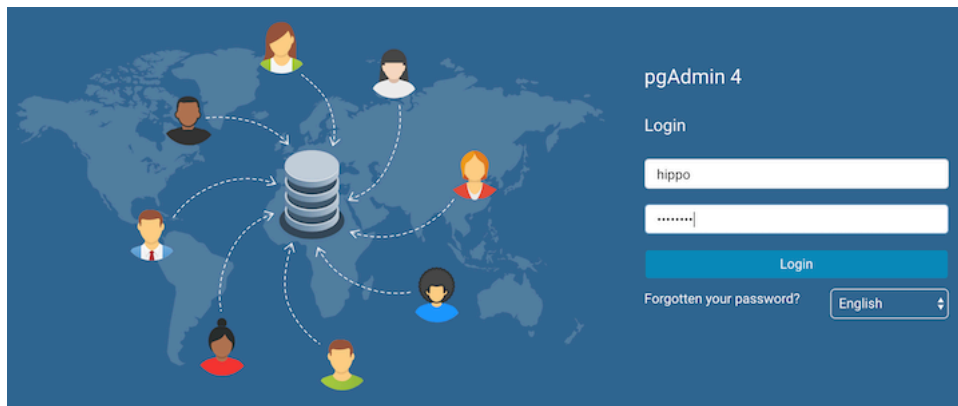 pgAdmin 4
Login
hippo
••••••••
Login
Forgotten your password?
English